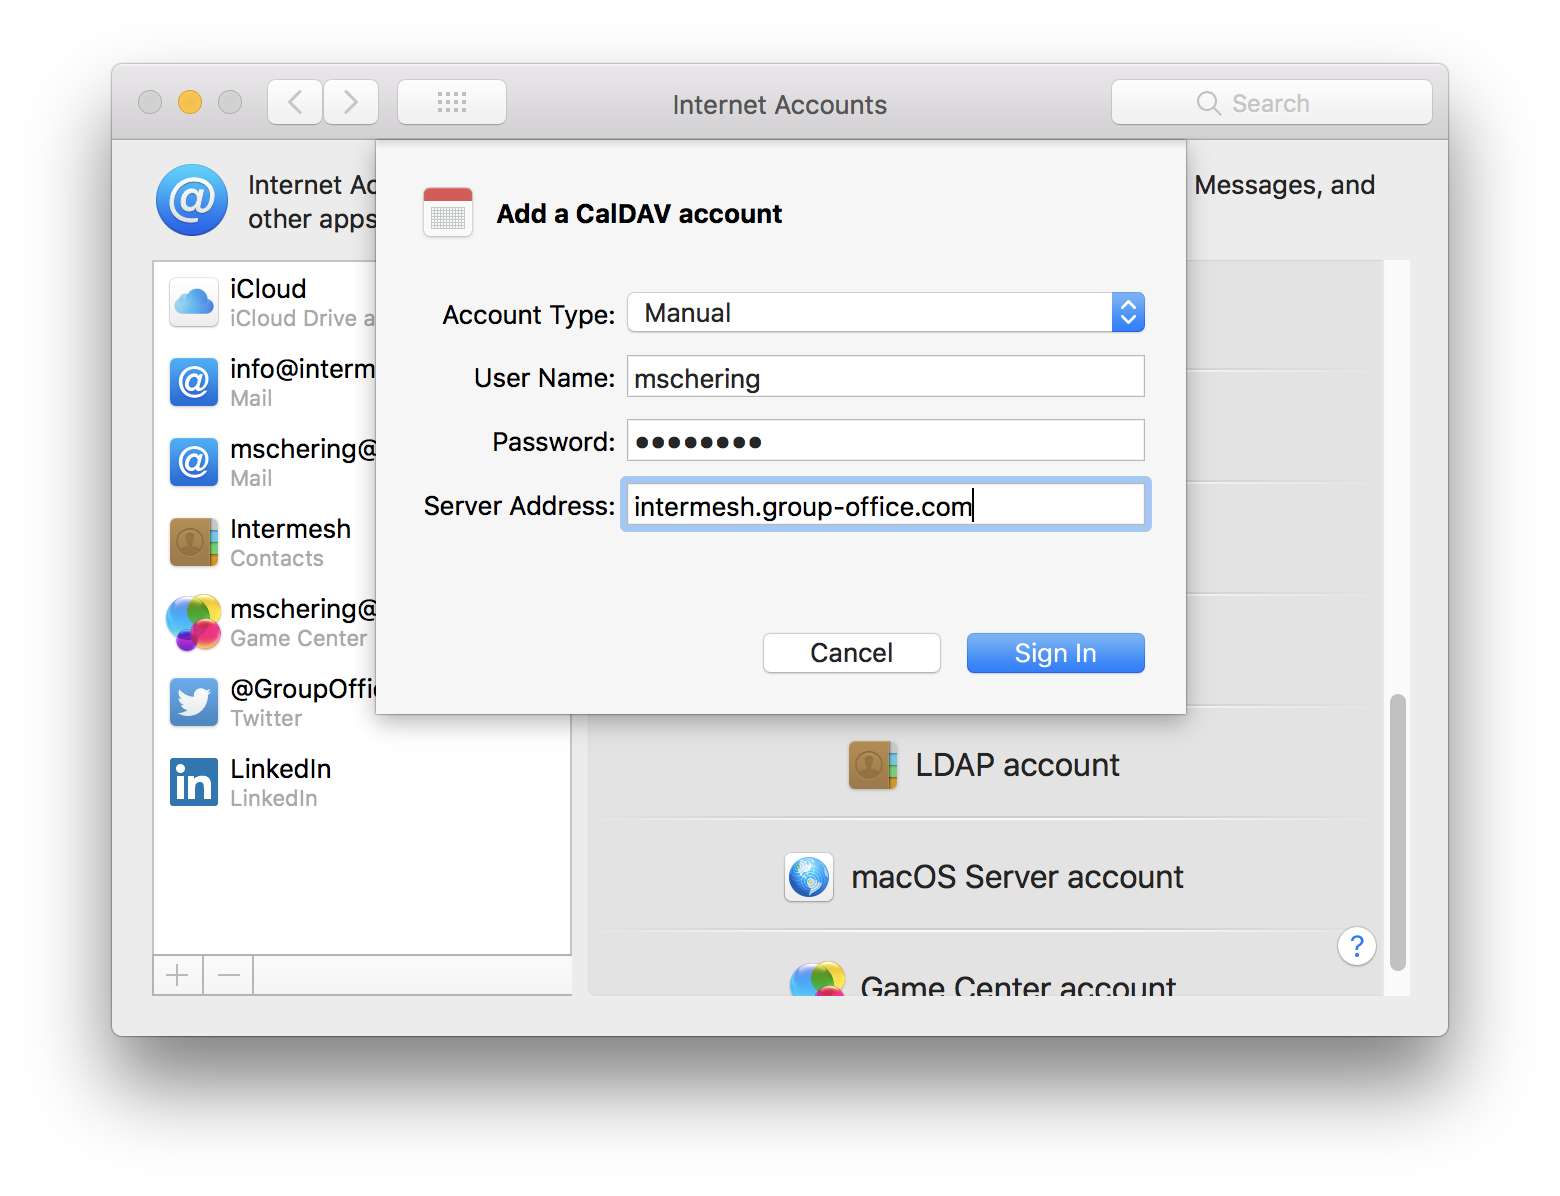 Internet Accounts
Search
Internet Ac
Messages, and
other apps
Add a CalDAV account
Account Type: Manual
User Name: mschering
Password: ●●●●●●●●
Server Address: intermesh.group-office.com
Cancel
Sign In
iCloud
iCloud Drive a
info@interm
Mail
mschering@
Mail
Intermesh
Contacts
mschering@
Game Center
@GroupOffi
Twitter
in
LinkedIn
LinkedIn
LDAP account
macOS Server account
Game Center account
?